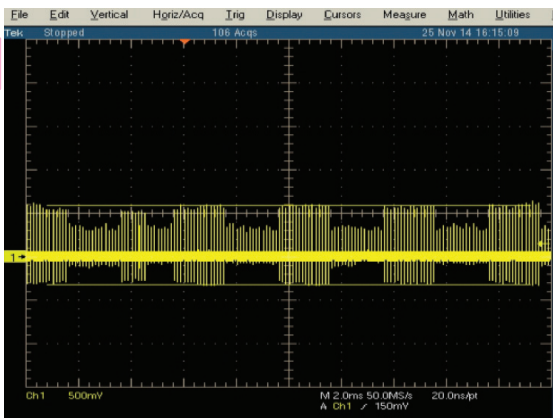 File Edit Vertical Horiz/Acq Trig Display Cursors Measure Math Utilities
Tek Stopped 106 Acqs 25 Nov 14 16:15:09
1
Ch1 500mV M 2.0ms 50.0MS/s 20.0ns/pt
A Ch1 150mV